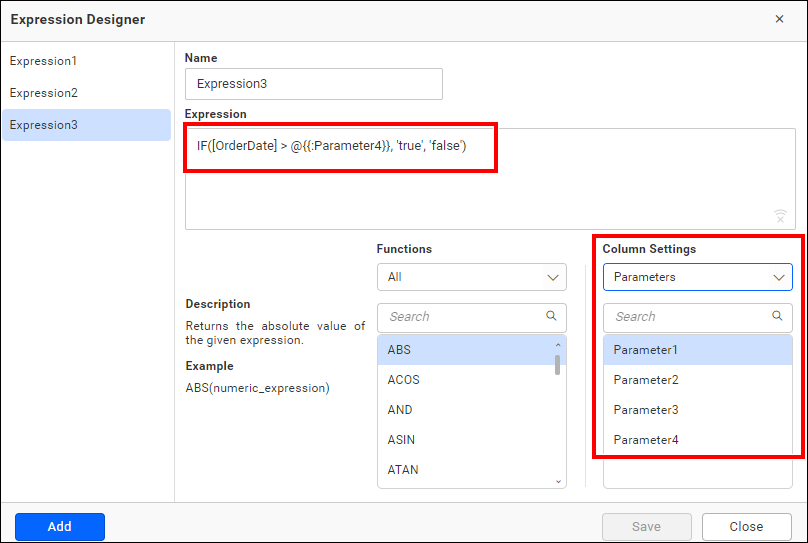 Expression Designer
×
Expression1
Expression2
Expression3
Name
Expression3
Expression
IF([OrderDate] > @{{:Parameter4}}, 'true', 'false')
Functions
All
Search
ABS
ACOS
AND
ASIN
ATAN
Column Settings
Parameters
Search
Parameter1
Parameter2
Parameter3
Parameter4
Description
Returns the absolute value of
the given expression.
Example
ABS(numeric_expression)
Add
Save
Close